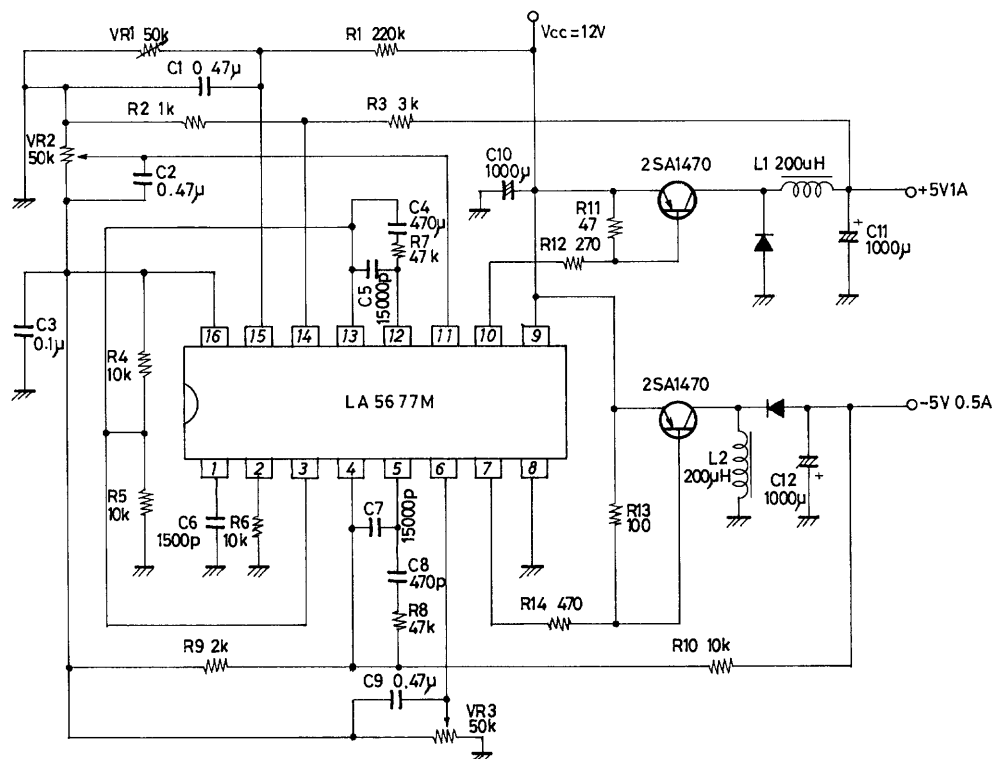 Vcc=12V
VR1 50k
R1 220k
C1 0.47µ
R2 1k
R3 3k
VR2
50k
C2
0.47µ
C10
1000µ
2SA1470
L1 200uH
+5V1A
C4
470µ
R7
47k
R11
47
R12 270
C11
+
1000µ
C5
15000p
C3
0.1µ
16
15
14
13
12
11
10
9
R4
10k
LA5677M
2SA1470
-5V 0.5A
L2
200µH
C12
1000µ
+
1
2
3
4
5
6
7
8
R5
10k
C6
1500p
R6
10k
C7
15000p
R13
100
C8
470p
R8
47k
R14 470
R9 2k
R10 10k
C9 0.47µ
VR3
50k